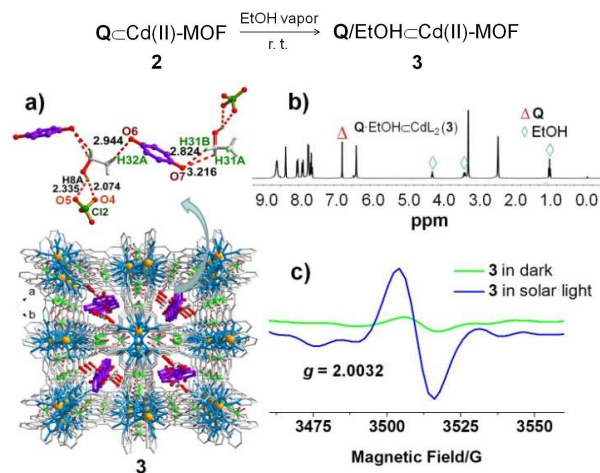 Q⊂Cd(II)-MOF
EtOH vapor
r. t.
Q/EtOH⊂Cd(II)-MOF
2
3
a)
O6
2.944
H32A
2.824
H31B
O7
3.216
H31A
H8A
2.335
2.074
O5
O4
Cl2
a
b
3
b)
Q·EtOH⊂CdL2(3)
Δ Q
◇ EtOH
9.0 8.0 7.0 6.0 5.0 4.0 3.0 2.0 1.0 0.0
ppm
c)
3 in dark
3 in solar light
g = 2.0032
3475 3500 3525 3550
Magnetic Field/G